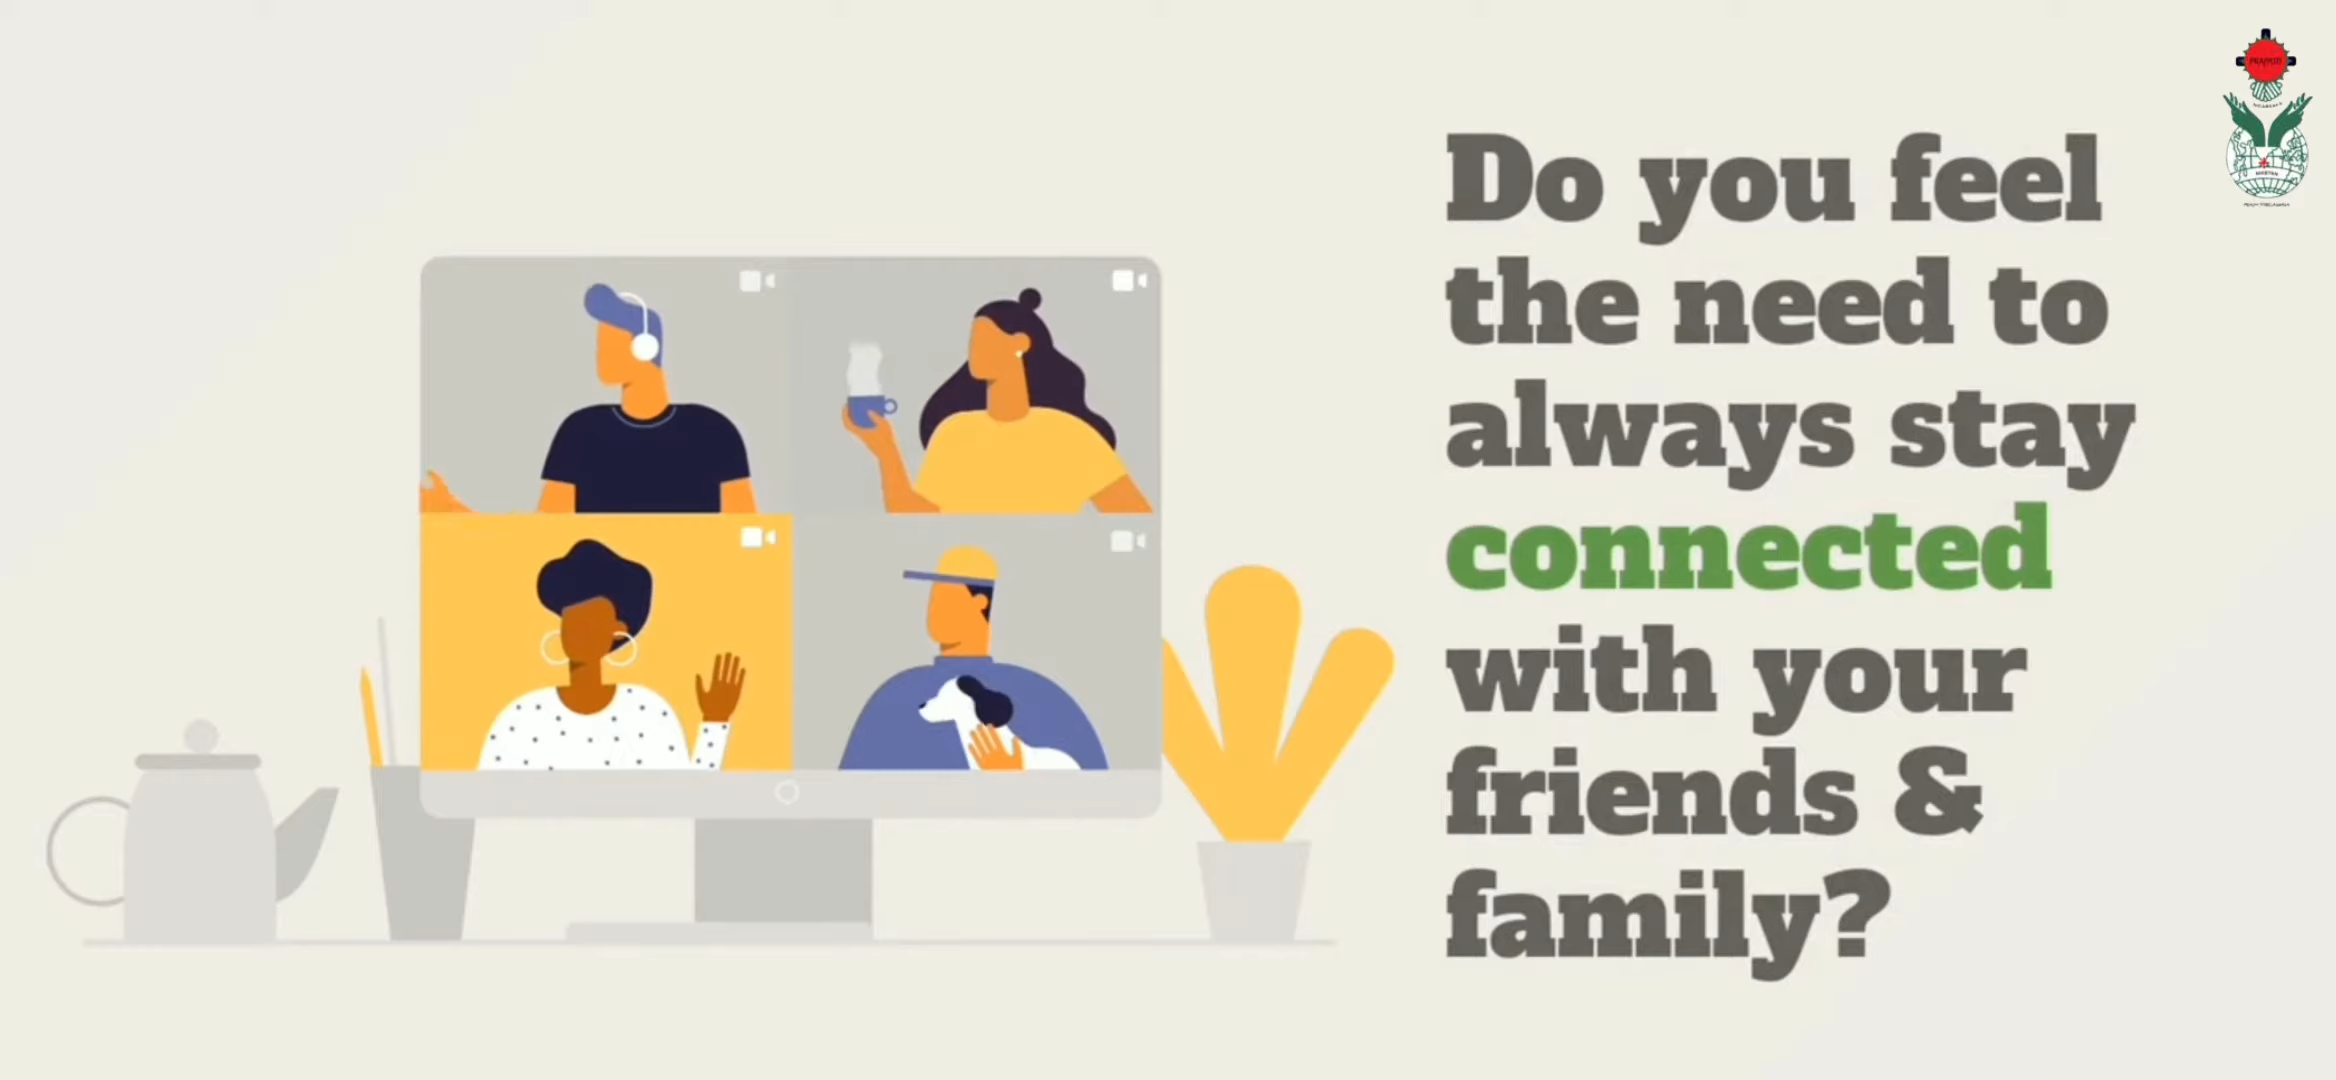 Do you feel
the need to
always stay
connected
with your
friends &
family?